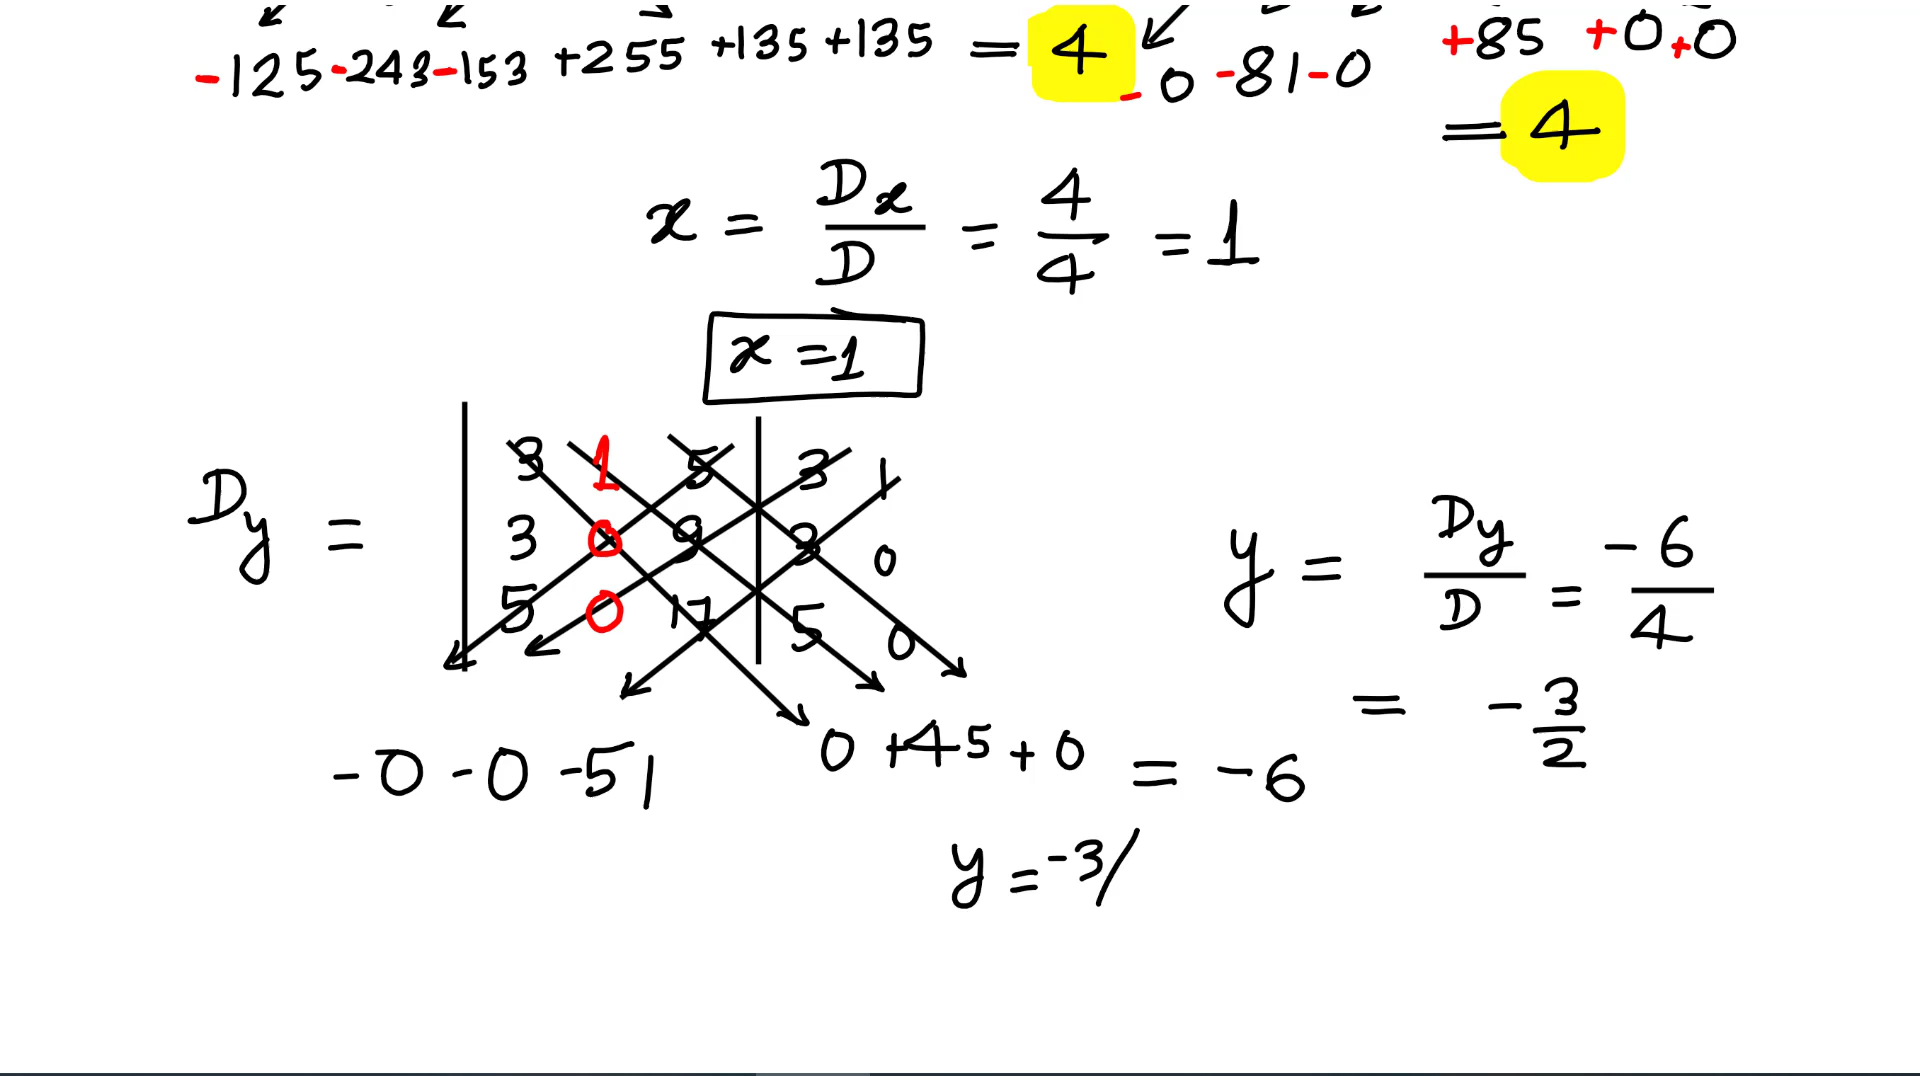 -125 -243 -153 +255 +135 +135 = 4
-0 -81 -0 +85 +0 +0
= 4
x = Dx/D = 4/4 = 1
x = 1
Dy = | 3 1 5 | 3 1
3 0 9 | 3 0
5 0 17 | 5 0
-0 -0 -51 0 +45 +0 = -6
y = Dy/D = -6/4
= -3/2
y = -3/